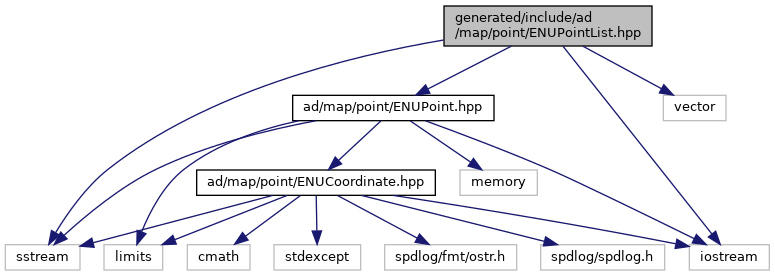 generated/include/ad
/map/point/ENUPointList.hpp
ad/map/point/ENUPoint.hpp
vector
ad/map/point/ENUCoordinate.hpp
memory
sstream
limits
cmath
stdexcept
spdlog/fmt/ostr.h
spdlog/spdlog.h
iostream